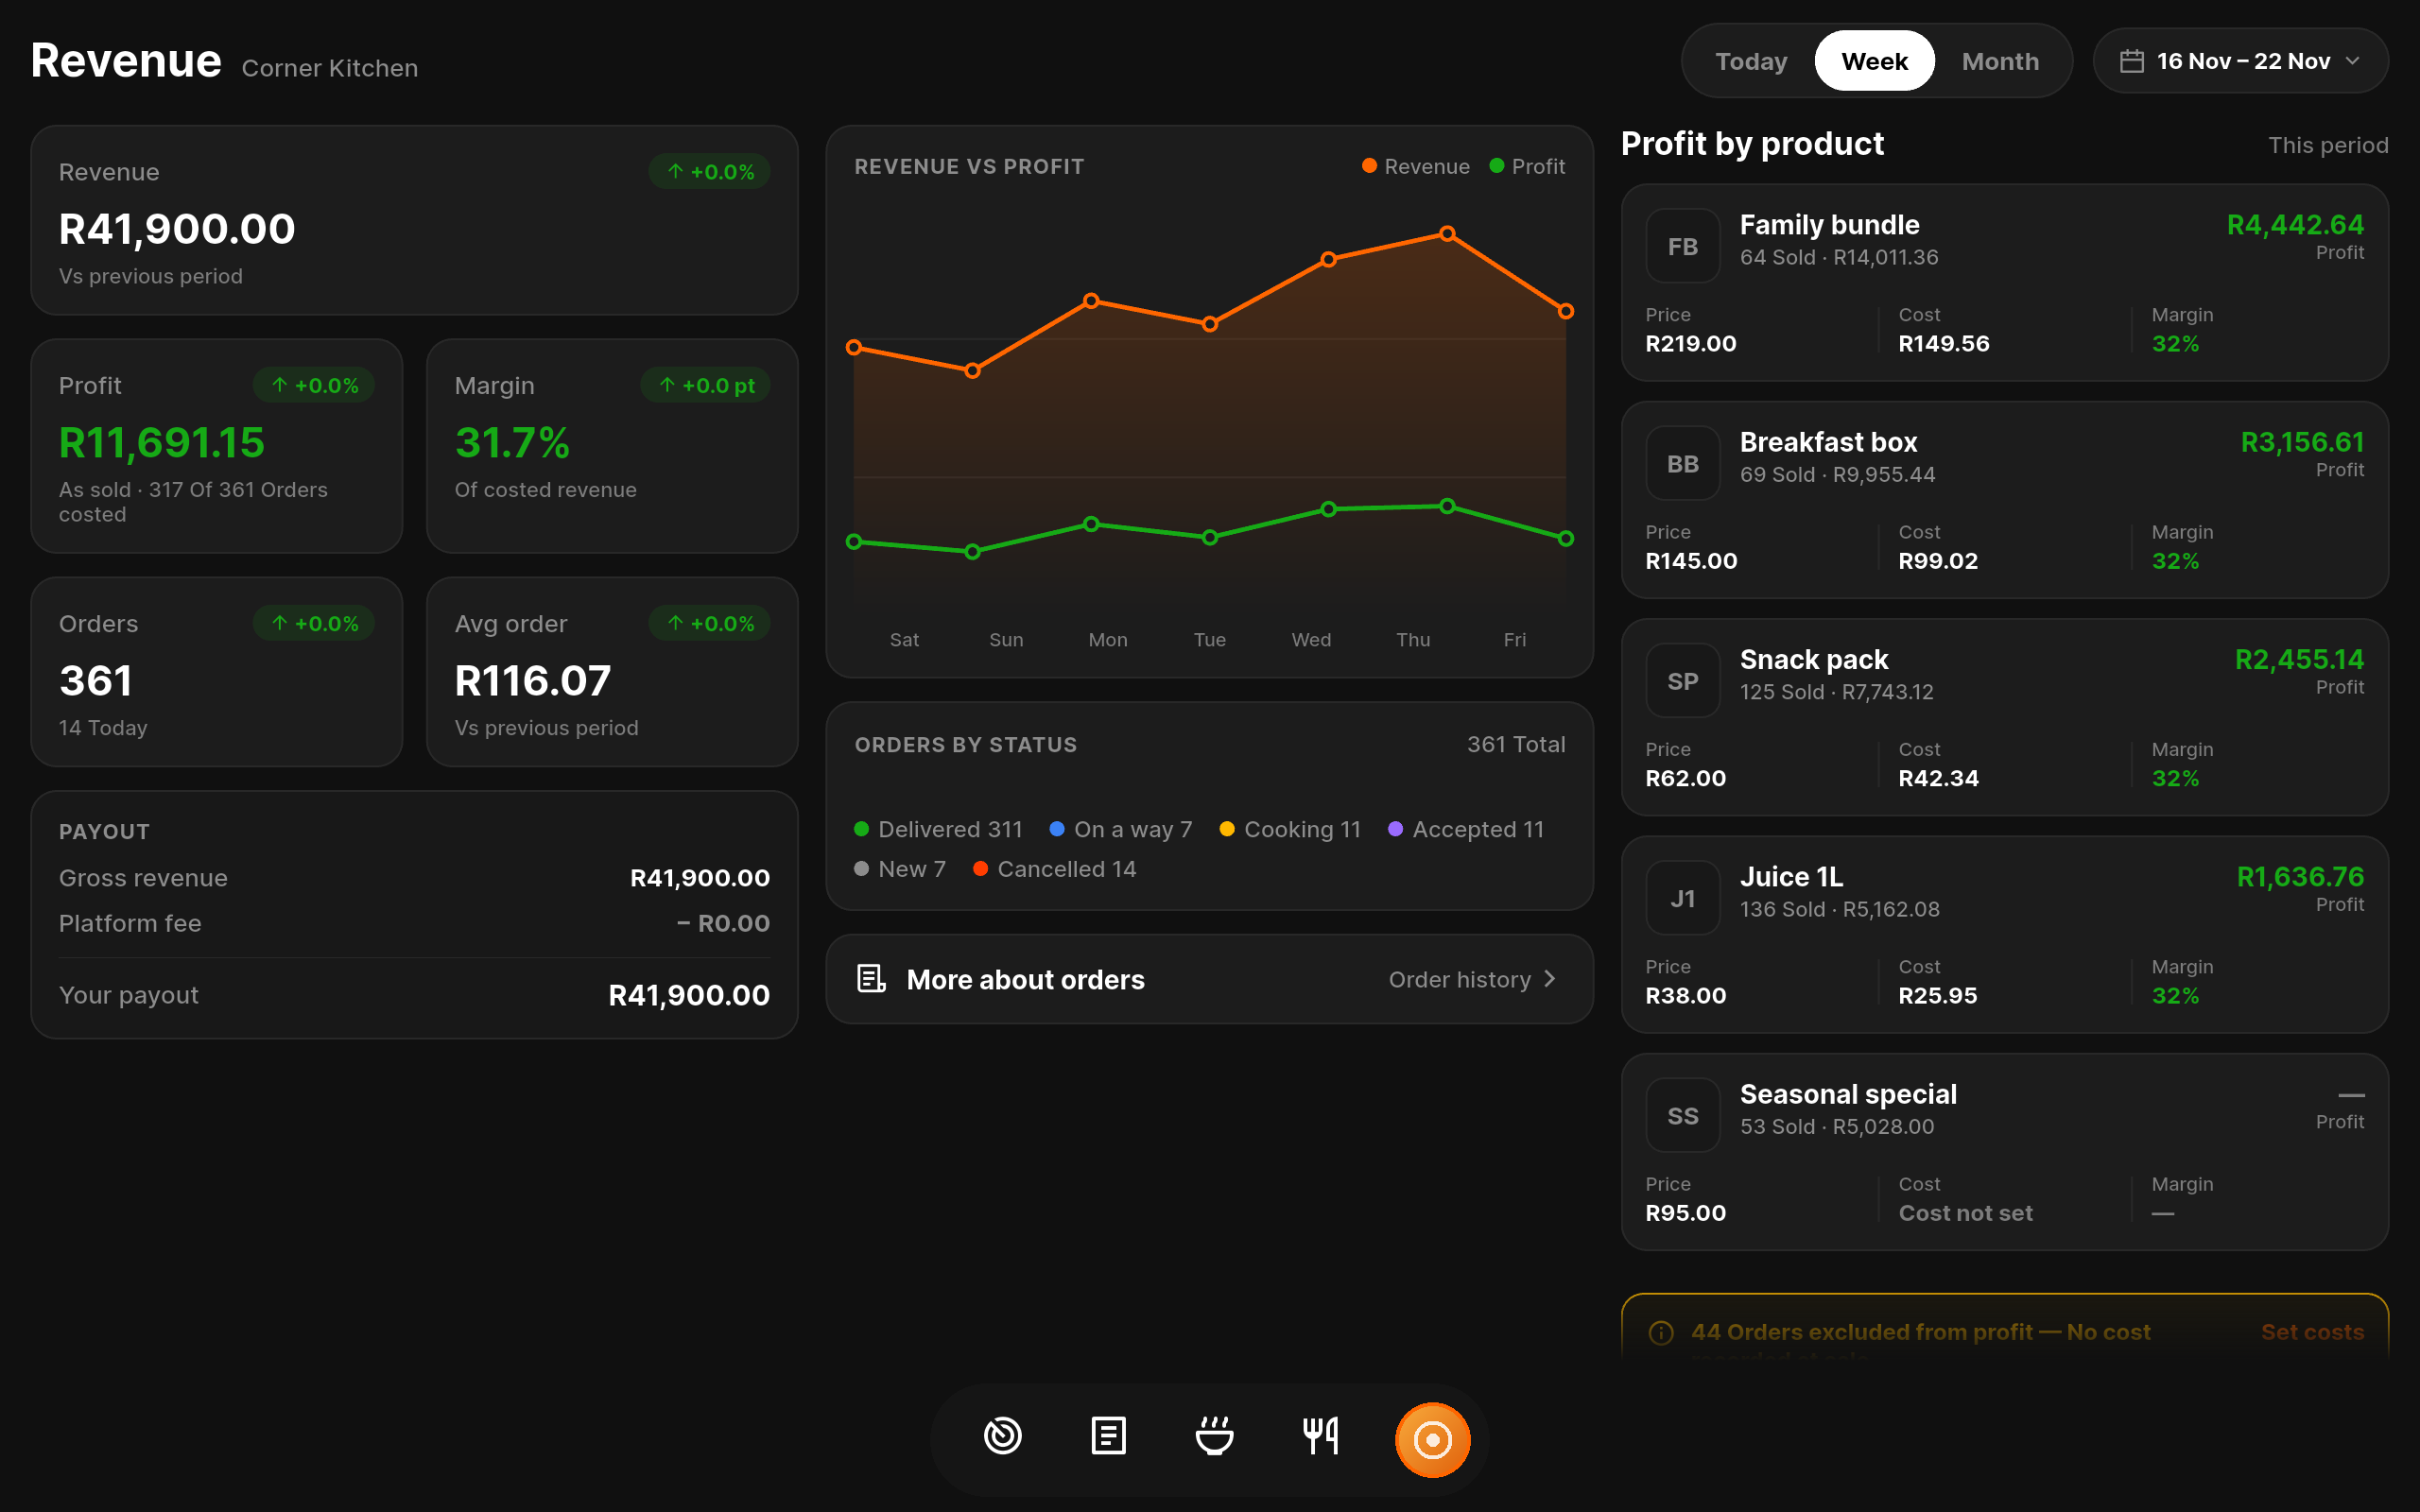 Revenue Corner Kitchen
Today Week Month
16 Nov – 22 Nov
Revenue
+0.0%
R41,900.00
Vs previous period
Profit
+0.0%
R11,691.15
As sold · 317 Of 361 Orders
costed
Margin
+0.0 pt
31.7%
Of costed revenue
Orders
+0.0%
361
14 Today
Avg order
+0.0%
R116.07
Vs previous period
PAYOUT
Gross revenue R41,900.00
Platform fee – R0.00
Your payout R41,900.00
REVENUE VS PROFIT
Revenue Profit
Sat Sun Mon Tue Wed Thu Fri
ORDERS BY STATUS 361 Total
Delivered 311 On a way 7 Cooking 11 Accepted 11
New 7 Cancelled 14
More about orders Order history
Profit by product This period
FB
Family bundle
64 Sold · R14,011.36
R4,442.64
Profit
Price Cost Margin
R219.00 R149.56 32%
BB
Breakfast box
69 Sold · R9,955.44
R3,156.61
Profit
Price Cost Margin
R145.00 R99.02 32%
SP
Snack pack
125 Sold · R7,743.12
R2,455.14
Profit
Price Cost Margin
R62.00 R42.34 32%
J1
Juice 1L
136 Sold · R5,162.08
R1,636.76
Profit
Price Cost Margin
R38.00 R25.95 32%
SS
Seasonal special
53 Sold · R5,028.00
—
Profit
Price Cost Margin
R95.00 Cost not set —
44 Orders excluded from profit — No cost
Set costs